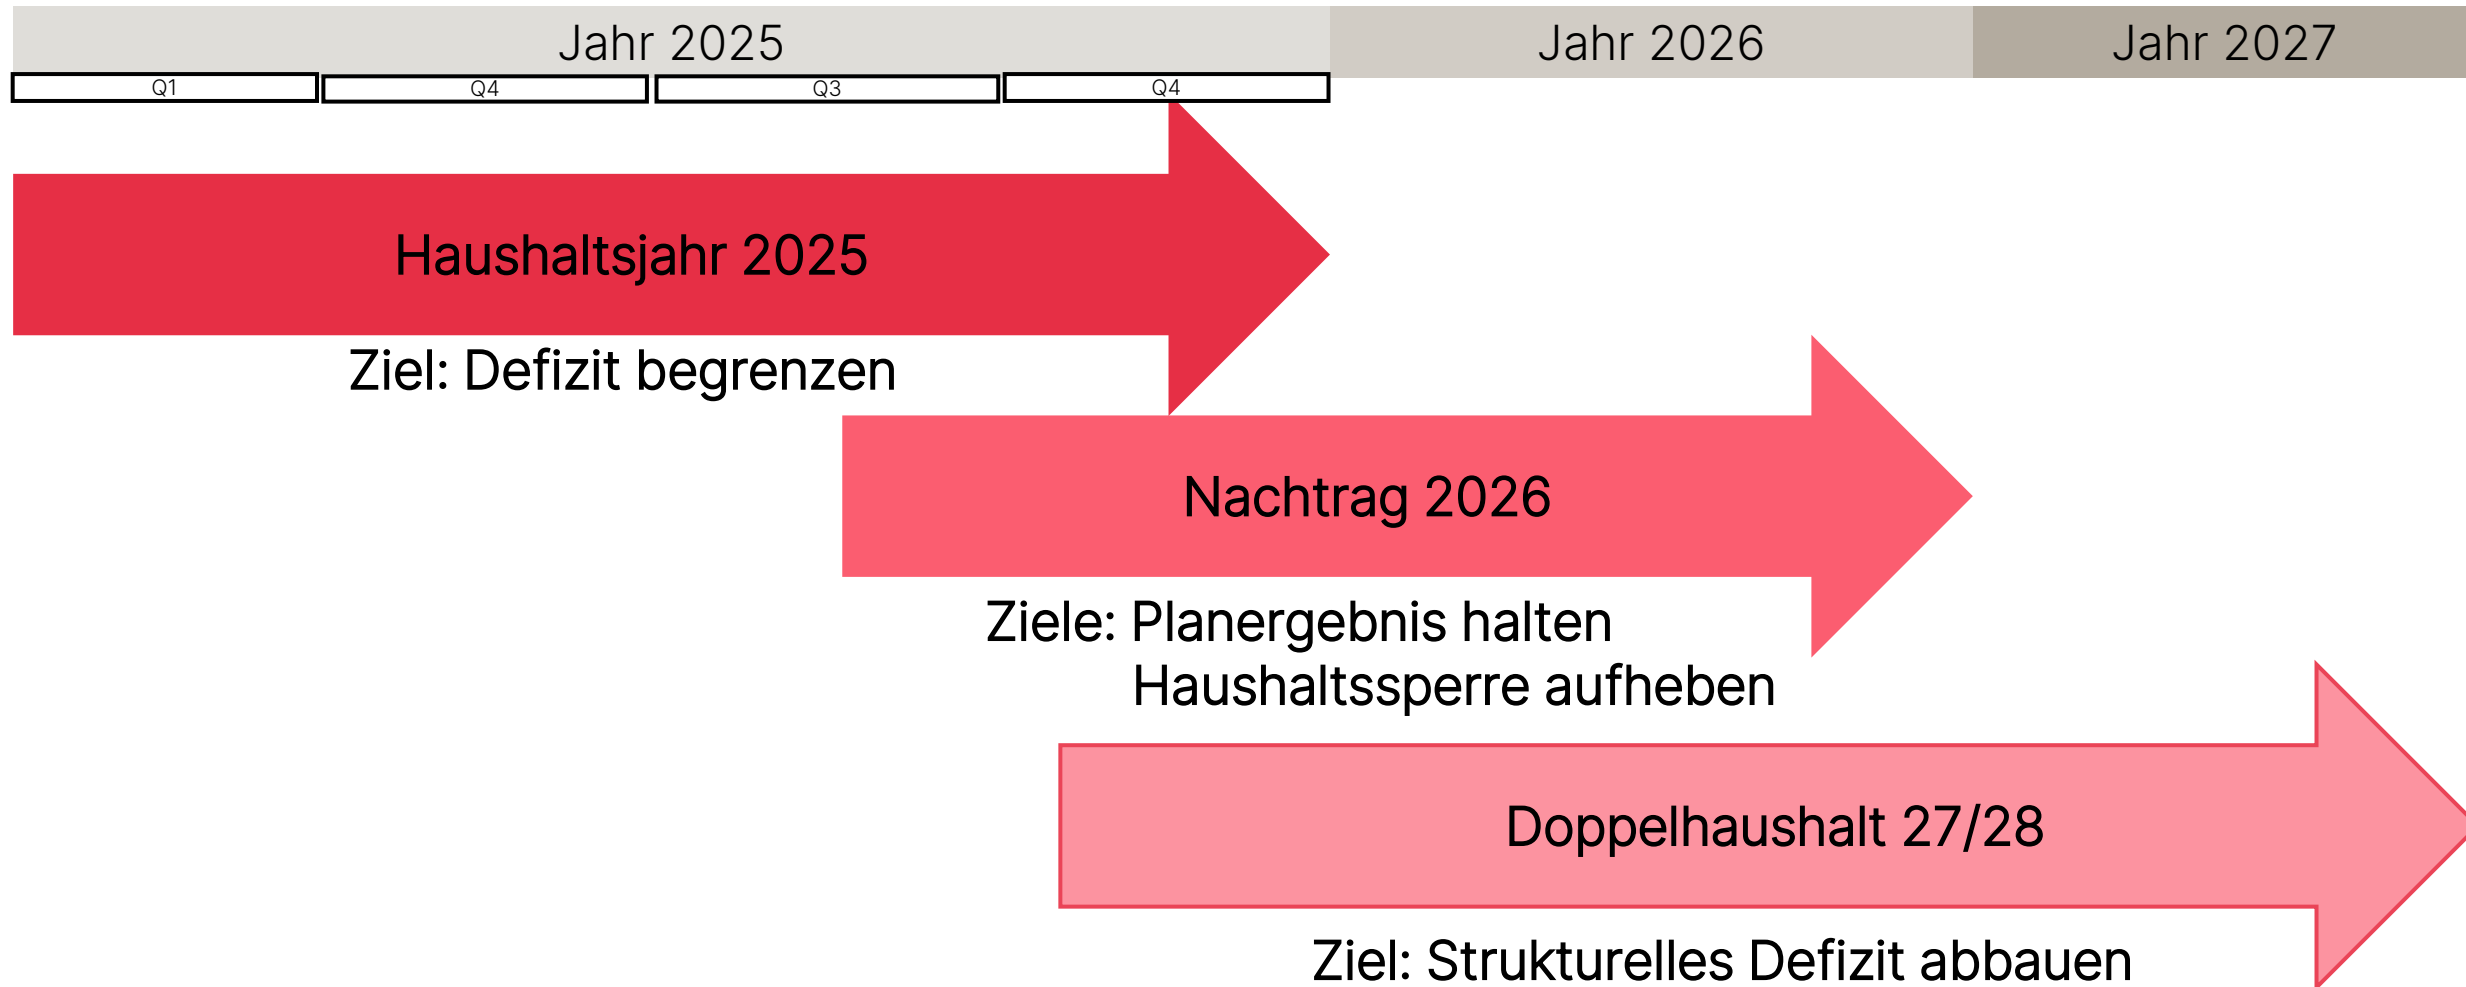 Jahr 2025
Jahr 2026
Jahr 2027
Q1
Q4
Q3
Q4
Haushaltsjahr 2025
Ziel: Defizit begrenzen
Nachtrag 2026
Ziele: Planergebnis halten
Haushaltssperre aufheben
Doppelhaushalt 27/28
Ziel: Strukturelles Defizit abbauen